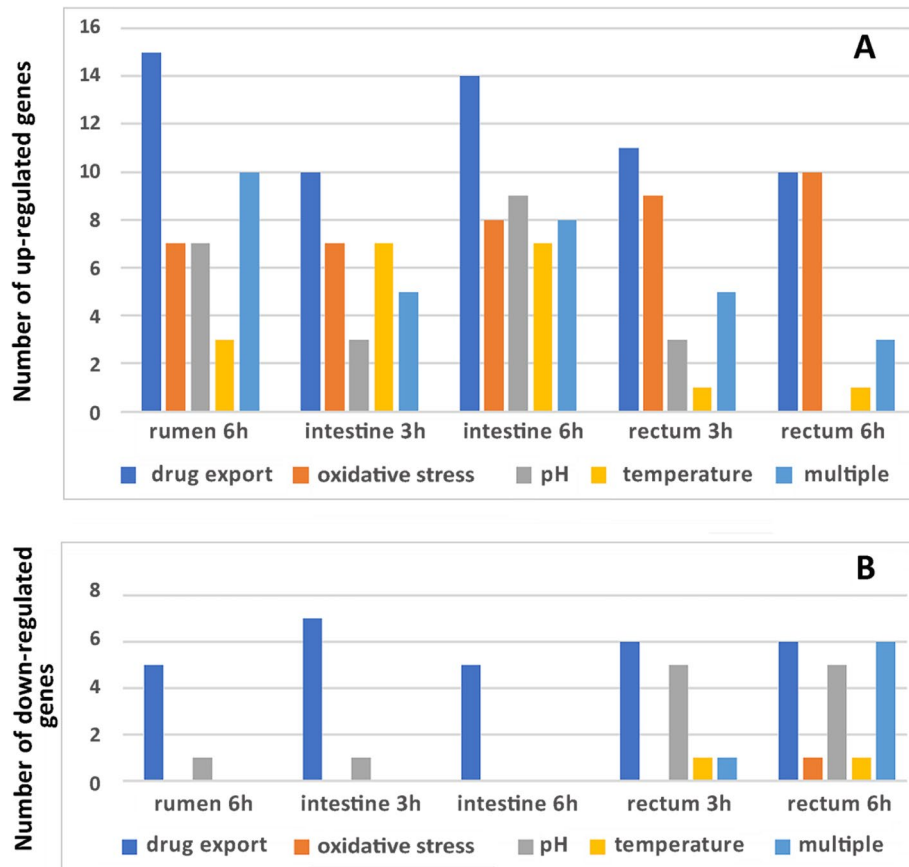 A
Number of up-regulated genes
16
14
12
10
8
6
4
2
0
rumen 6h intestine 3h intestine 6h rectum 3h rectum 6h
drug export oxidative stress pH temperature multiple
B
Number of down-regulated
genes
8
6
4
2
0
rumen 6h intestine 3h intestine 6h rectum 3h rectum 6h
drug export oxidative stress pH temperature multiple